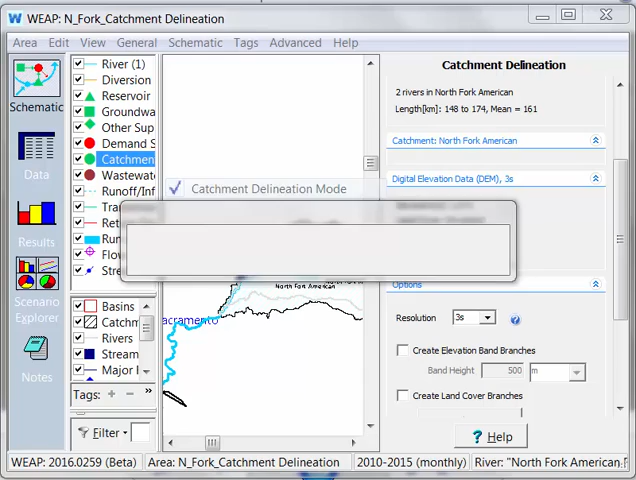 WEAP: N_Fork_Catchment Delineation
Area Edit View General Schematic Tags Advanced Help
Schematic
Data
Results
Scenario
Explorer
Notes
River (1)
Diversion
Reservoir
Groundwa
Other Sup
Demand S
Catchmen
Wastewate
Runoff/Inf
Tran
Ret
Run
Flo
Stre
Basins
Catchm
Rivers
Stream
Major l
Tags: + - »
Filter
Catchment Delineation Mode
North Fork American
acramento
Catchment Delineation
2 rivers in North Fork American
Length[km]: 148 to 174, Mean = 161
Catchment: North Fork American
Digital Elevation Data (DEM), 3s
Options
Resolution 3s
Create Elevation Band Branches
Band Height 500 m
Create Land Cover Branches
Help
WEAP: 2016.0259 (Beta) Area: N_Fork_Catchment Delineation 2010-2015 (monthly) River: "North Fork American